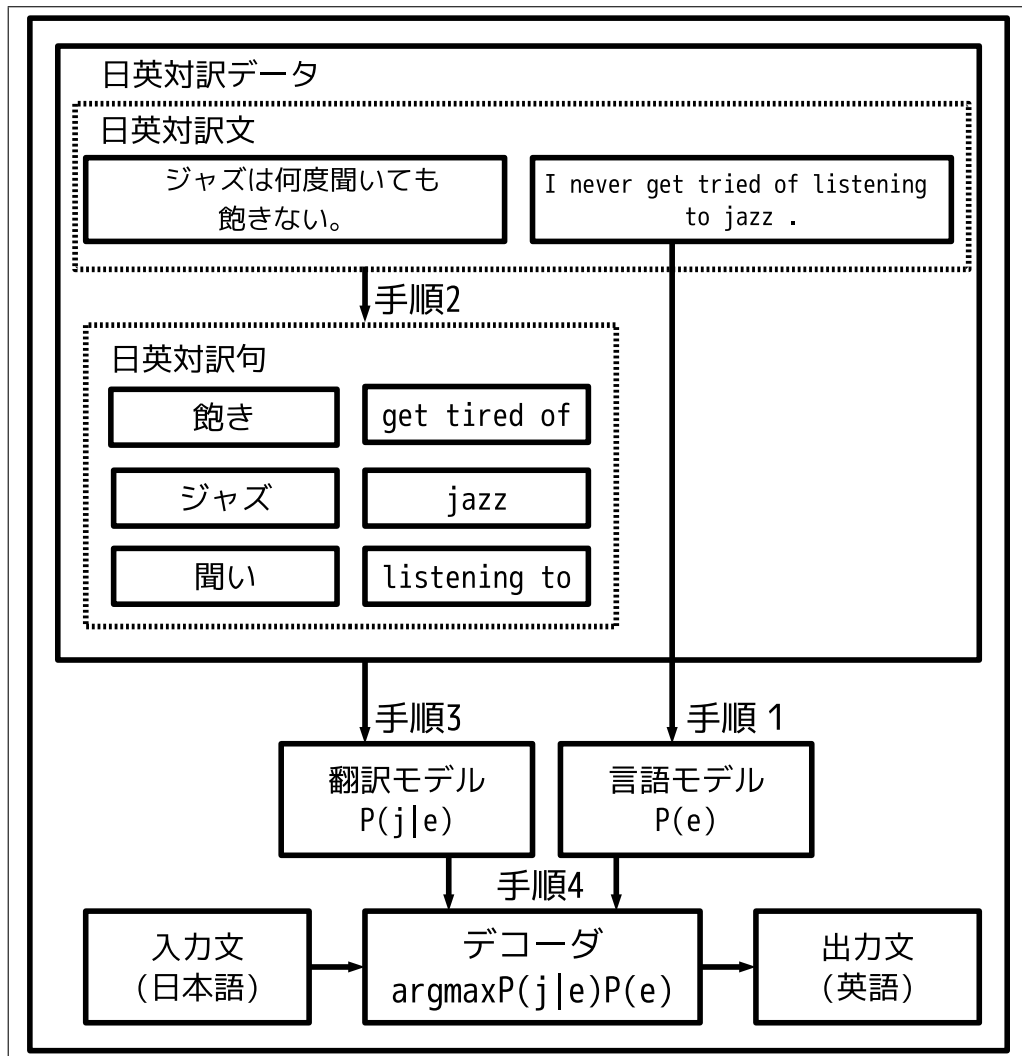 日英対訳データ
日英対訳文
ジャズは何度聞いても
飽きない。
I never get tried of listening
to jazz .
手順2
日英対訳句
飽き
get tired of
ジャズ
jazz
聞い
listening to
手順3
手順 1
翻訳モデル
P(j|e)
言語モデル
P(e)
手順4
入力文
(日本語)
デコーダ
argmaxP(j|e)P(e)
出力文
(英語)